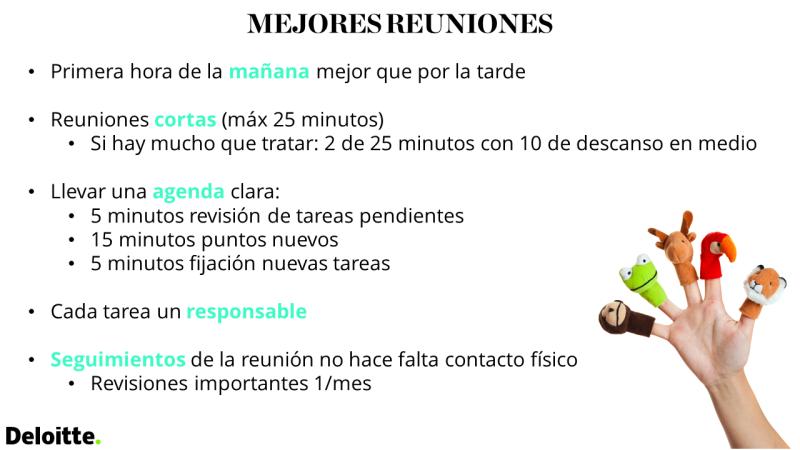 MEJORES REUNIONES
• Primera hora de la mañana mejor que por la tarde
• Reuniones cortas (máx 25 minutos)
• Si hay mucho que tratar: 2 de 25 minutos con 10 de descanso en medio
• Llevar una agenda clara:
• 5 minutos revisión de tareas pendientes
• 15 minutos puntos nuevos
• 5 minutos fijación nuevas tareas
• Cada tarea un responsable
• Seguimientos de la reunión no hace falta contacto físico
• Revisiones importantes 1/mes
Deloitte.